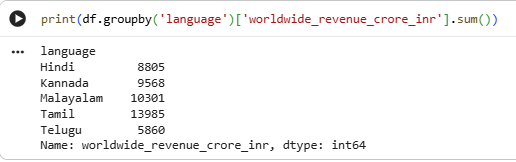 print(df.groupby('language')['worldwide_revenue_crore_inr'].sum())
language
Hindi 8805
Kannada 9568
Malayalam 10301
Tamil 13985
Telugu 5860
Name: worldwide_revenue_crore_inr, dtype: int64